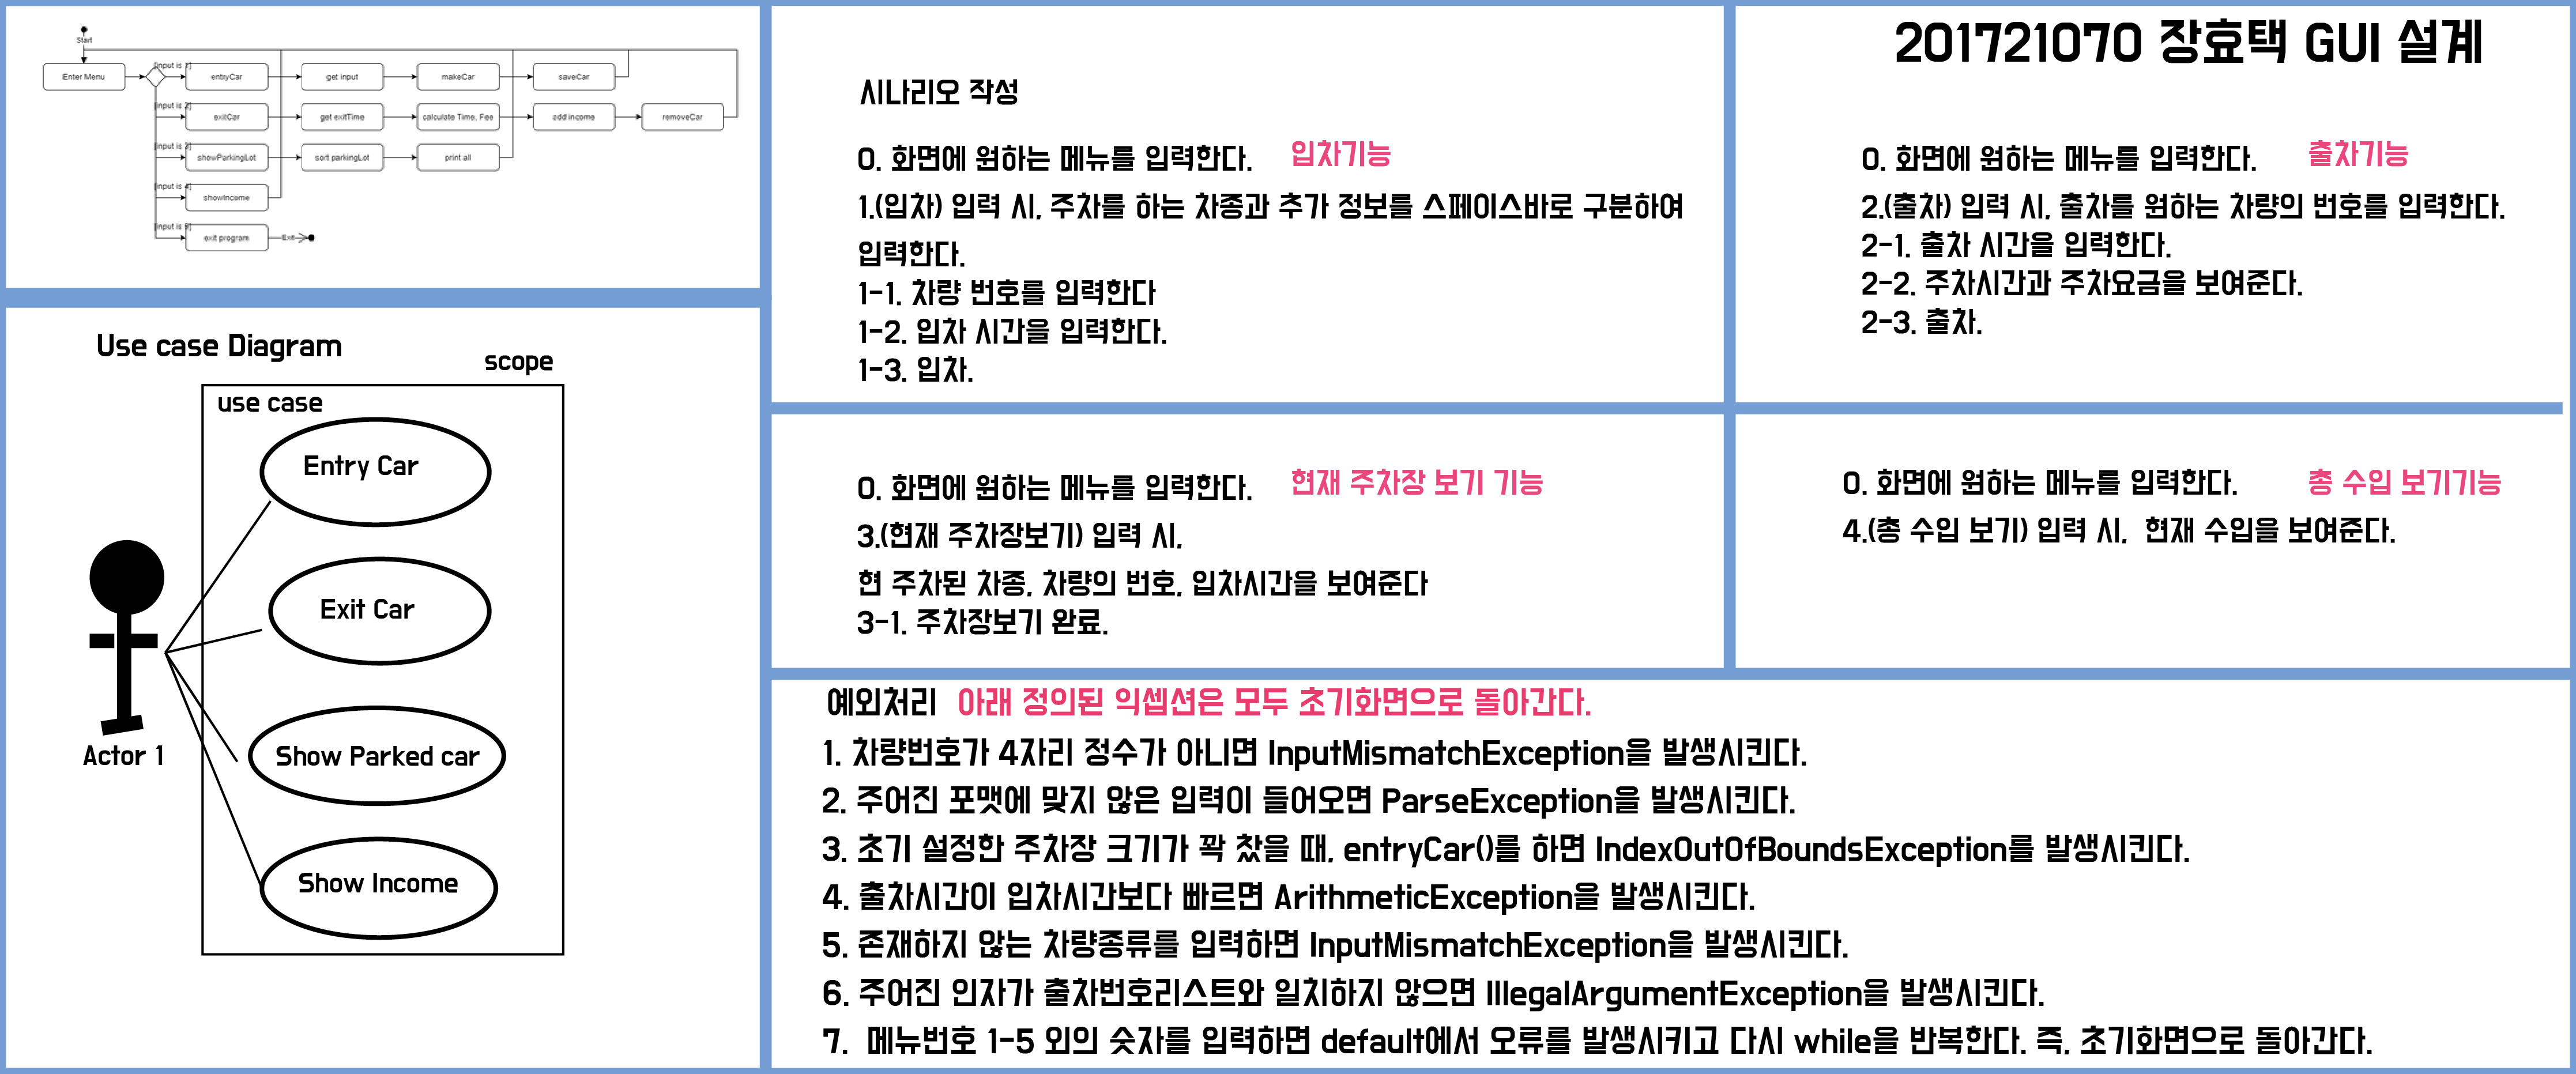 Start
Enter Menu
[input is 1]
entryCar
get input
makeCar
saveCar
[input is 2]
exitCar
get exitTime
calculate Time, Fee
add income
removeCar
[input is 3]
showParkingLot
sort parkingLot
print all
[input is 4]
showIncome
[input is 5]
exit program
Exit
Use case Diagram
scope
use case
Entry Car
Exit Car
Show Parked car
Show Income
Actor 1
시나리오 작성
0. 화면에 원하는 메뉴를 입력한다. 입차기능
1.(입차) 입력 시, 주차를 하는 차종과 추가 정보를 스페이스바로 구분하여
입력한다.
1-1. 차량 번호를 입력한다
1-2. 입차 시간을 입력한다.
1-3. 입차.
201721070 장효택 GUI 설계
0. 화면에 원하는 메뉴를 입력한다. 출차기능
2.(출차) 입력 시, 출차를 원하는 차량의 번호를 입력한다.
2-1. 출차 시간을 입력한다.
2-2. 주차시간과 주차요금을 보여준다.
2-3. 출차.
0. 화면에 원하는 메뉴를 입력한다. 현재 주차장 보기 기능
3.(현재 주차장보기) 입력 시,
현 주차된 차종, 차량의 번호, 입차시간을 보여준다
3-1. 주차장보기 완료.
0. 화면에 원하는 메뉴를 입력한다. 총 수입 보기기능
4.(총 수입 보기) 입력 시, 현재 수입을 보여준다.
예외처리 아래 정의된 익셉션은 모두 초기화면으로 돌아간다.
1. 차량번호가 4자리 정수가 아니면 InputMismatchException을 발생시킨다.
2. 주어진 포맷에 맞지 않은 입력이 들어오면 ParseException을 발생시킨다.
3. 초기 설정한 주차장 크기가 꽉 찼을 때, entryCar()를 하면 IndexOutOfBoundsException를 발생시킨다.
4. 출차시간이 입차시간보다 빠르면 ArithmeticException을 발생시킨다.
5. 존재하지 않는 차량종류를 입력하면 InputMismatchException을 발생시킨다.
6. 주어진 인자가 출차번호리스트와 일치하지 않으면 IllegalArgumentException을 발생시킨다.
7. 메뉴번호 1-5 외의 숫자를 입력하면 default에서 오류를 발생시키고 다시 while을 반복한다. 즉, 초기화면으로 돌아간다.